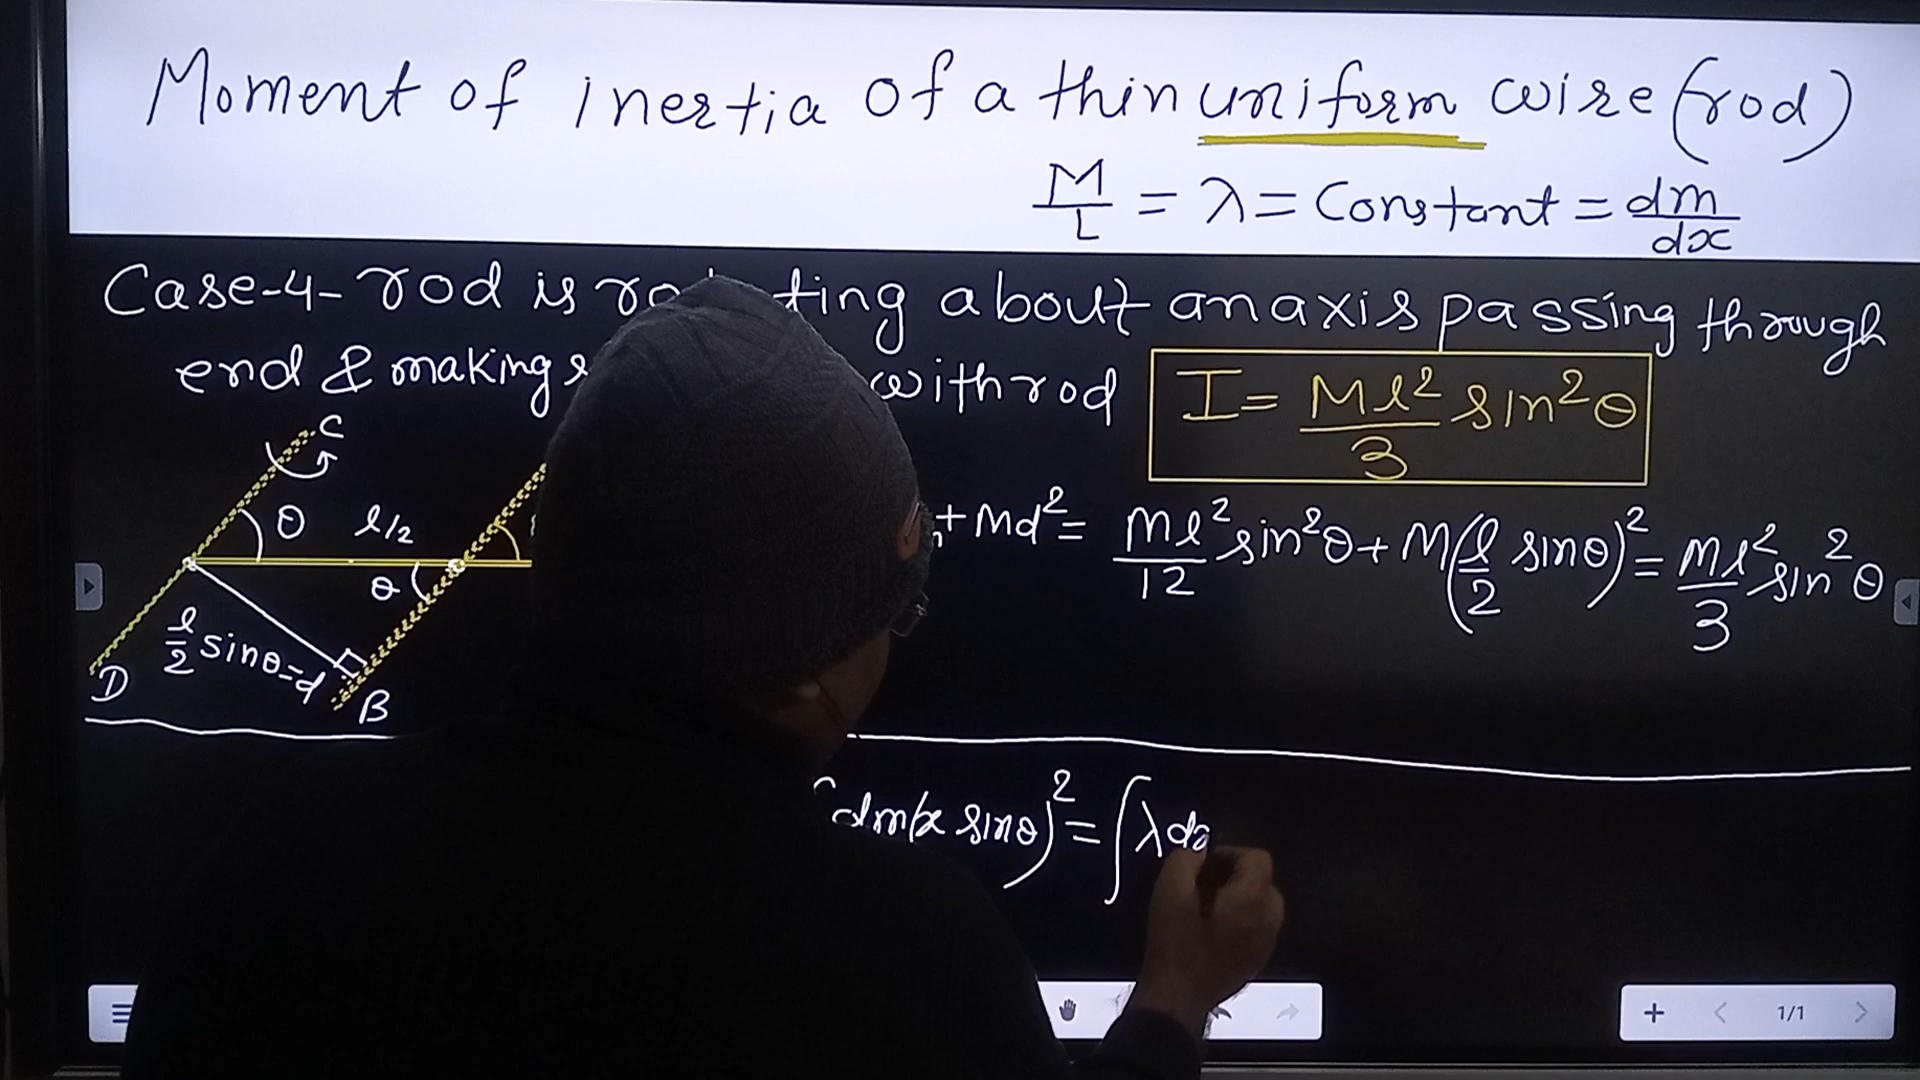 Moment of inertia of a thin uniform wire (rod)
M/L = λ = Constant = dm/dx
Case-4- rod is ting about an axis passing through
end & making with rod
I = Ml²/3 sin²θ
C
θ l/2
+ Md² = Ml²/12 sin²θ + M(l/2 sinθ)² = Ml²/3 sin²θ
θ
l/2 sinθ = d
D
B
dm(x sinθ)² = ∫λ
1/1